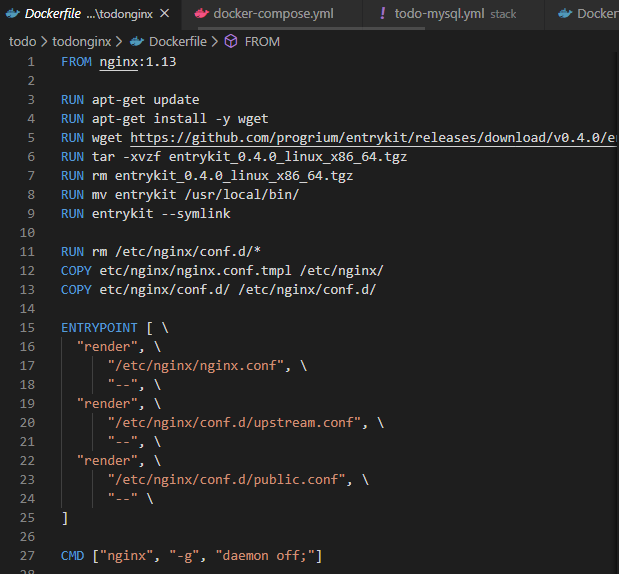 Dockerfile ...\todonginx
docker-compose.yml
todo-mysql.yml stack
Docker
todo > todonginx > Dockerfile > FROM
1 FROM nginx:1.13
2
3 RUN apt-get update
4 RUN apt-get install -y wget
5 RUN wget https://github.com/progrium/entrykit/releases/download/v0.4.0/e
6 RUN tar -xvzf entrykit_0.4.0_linux_x86_64.tgz
7 RUN rm entrykit_0.4.0_linux_x86_64.tgz
8 RUN mv entrykit /usr/local/bin/
9 RUN entrykit --symlink
10
11 RUN rm /etc/nginx/conf.d/*
12 COPY etc/nginx/nginx.conf.tmpl /etc/nginx/
13 COPY etc/nginx/conf.d/ /etc/nginx/conf.d/
14
15 ENTRYPOINT [ \
16 "render", \
17 "/etc/nginx/nginx.conf", \
18 "--", \
19 "render", \
20 "/etc/nginx/conf.d/upstream.conf", \
21 "--", \
22 "render", \
23 "/etc/nginx/conf.d/public.conf", \
24 "--" \
25 ]
26
27 CMD ["nginx", "-g", "daemon off;"]